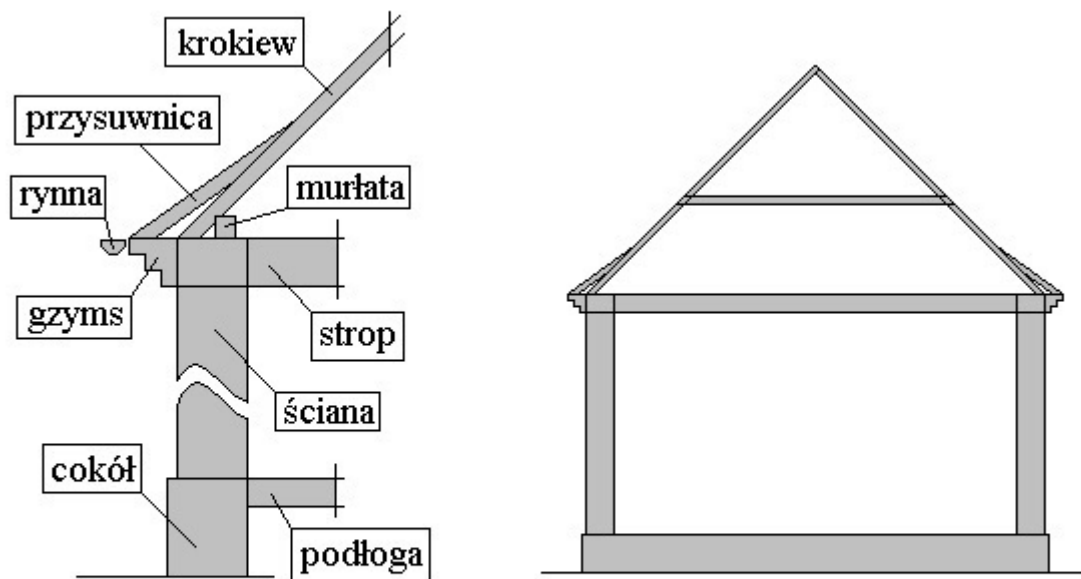 krokiew
przysuwnica
rynna
murłata
gzyms
strop
ściana
cokół
podłoga